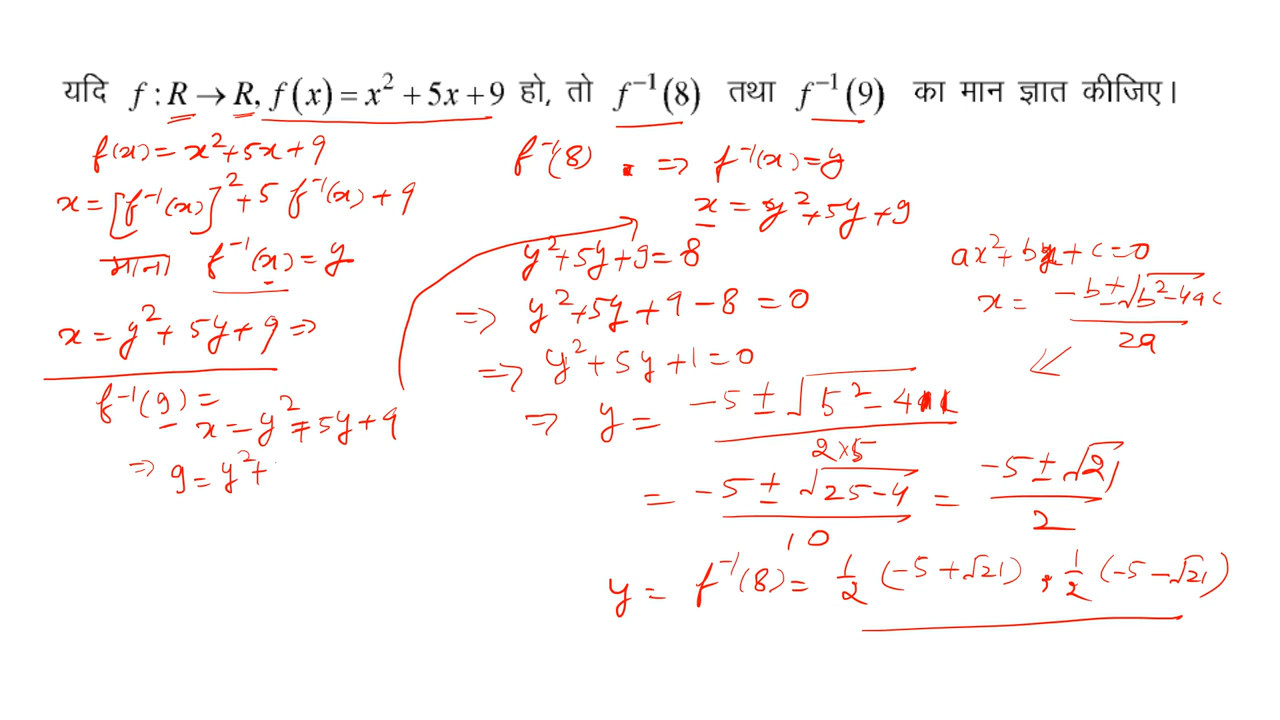 यदि f : R → R, f(x) = x² + 5x + 9 हो, तो f⁻¹(8) तथा f⁻¹(9) का मान ज्ञात कीजिए।
f(x) = x² + 5x + 9
x = [f⁻¹(x)]² + 5 f⁻¹(x) + 9
माना f⁻¹(x) = y
x = y² + 5y + 9 ⇒
f⁻¹(9) =
x = y² + 5y + 9
⇒ 9 = y² +
f⁻¹(8) . ⇒ f⁻¹(x) = y
x = y² + 5y + 9
y² + 5y + 9 = 8
⇒ y² + 5y + 9 - 8 = 0
⇒ y² + 5y + 1 = 0
⇒ y = (-5 ± √(5² - 4·1·1)) / (2×5)
= (-5 ± √(25-4)) / 10 = (-5 ± √21) / 2
y = f⁻¹(8) = 1/2 (-5 + √21), 1/2 (-5 - √21)
ax² + bx + c = 0
x = (-b ± √(b² - 4ac)) / 2a